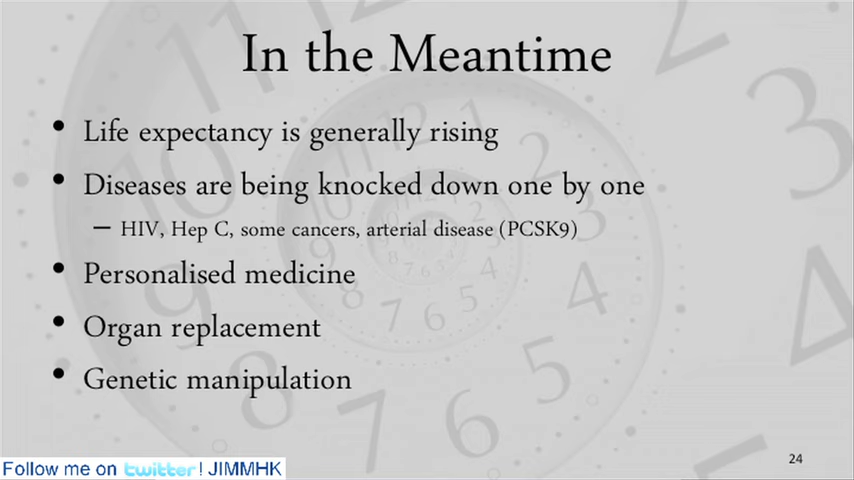 In the Meantime
• Life expectancy is generally rising
• Diseases are being knocked down one by one
– HIV, Hep C, some cancers, arterial disease (PCSK9)
• Personalised medicine
• Organ replacement
• Genetic manipulation
24
Follow me on twitter! JIMMHK